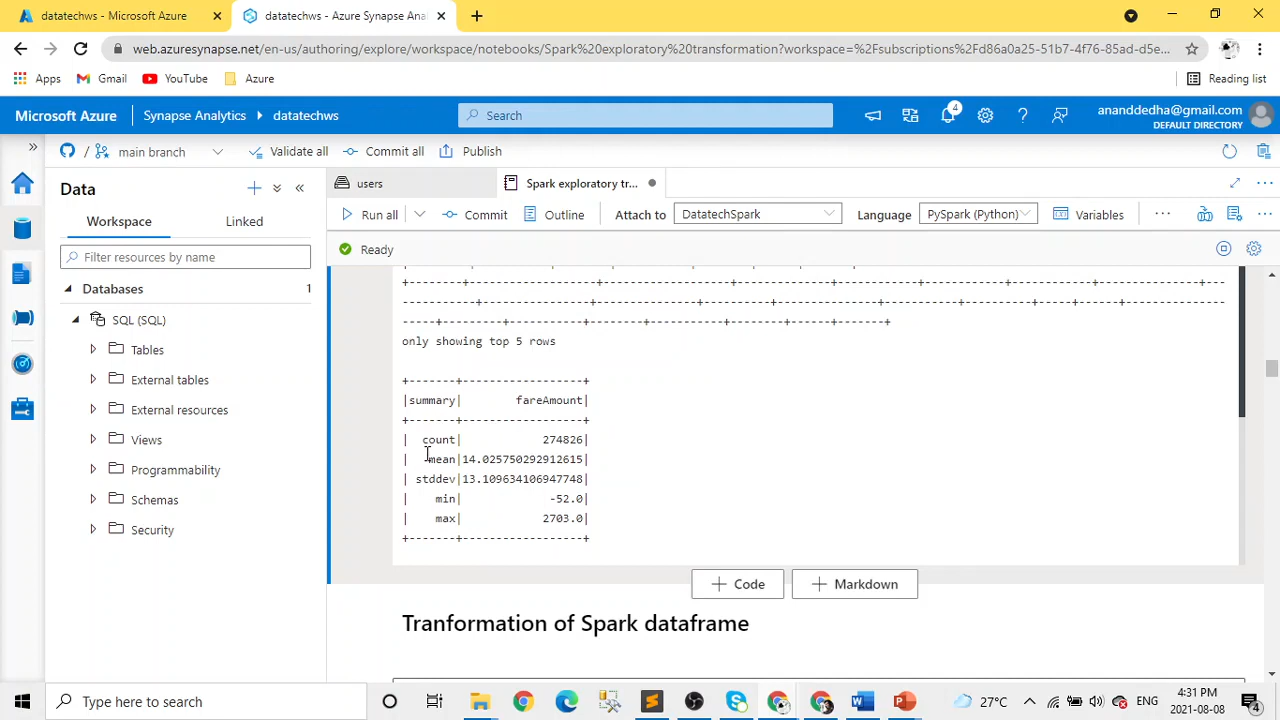 datatechws - Microsoft Azure
datatechws - Azure Synapse Anal
web.azuresynapse.net/en-us/authoring/explore/workspace/notebooks/Spark%20exploratory%20transformation?workspace=%2Fsubscriptions%2Fd86a0a25-51b7-4f76-85ad-d5e...
Apps Gmail YouTube Azure Reading list
Microsoft Azure Synapse Analytics datatechws Search 4 ananddedha@gmail.com
DEFAULT DIRECTORY
/ main branch Validate all Commit all Publish
Data
users Spark exploratory tr...
Workspace Linked
Run all Commit Outline Attach to DatatechSpark Language PySpark (Python) Variables
Filter resources by name
Ready
Databases 1
SQL (SQL)
Tables
External tables
External resources
Views
Programmability
Schemas
Security
only showing top 5 rows
|summary| fareAmount|
| count| 274826|
| mean|14.025750292912615|
| stddev|13.109634106947748|
| min| -52.0|
| max| 2703.0|
Code Markdown
Tranformation of Spark dataframe
Type here to search
27°C ENG 4:31 PM
2021-08-08 4